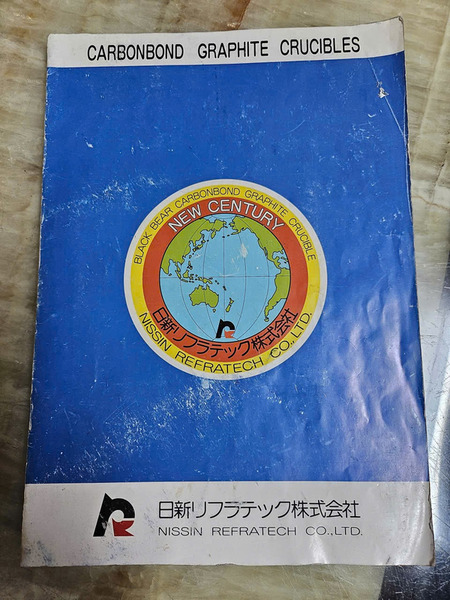 CARBONBOND GRAPHITE CRUCIBLES
BLACK BEAR CARBONBOND GRAPHITE CRUCIBLE
NEW CENTURY
日新リフラテック株式会社
NISSIN REFRATECH CO.,LTD.
日新リフラテック株式会社
NISSIN REFRATECH CO.,LTD.